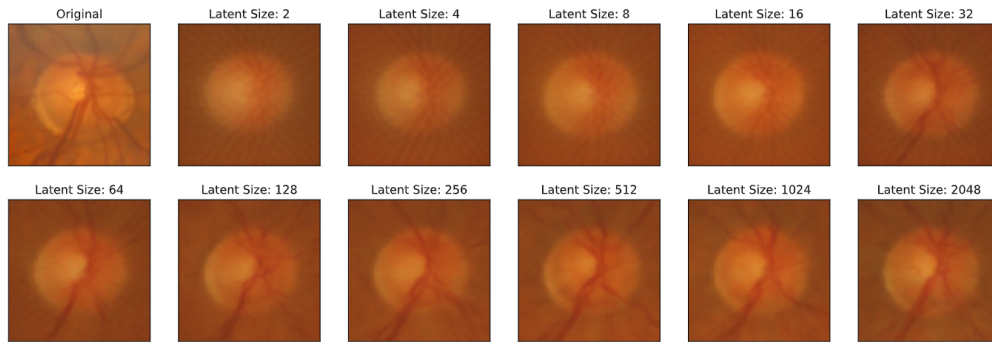 Original
Latent Size: 2
Latent Size: 4
Latent Size: 8
Latent Size: 16
Latent Size: 32
Latent Size: 64
Latent Size: 128
Latent Size: 256
Latent Size: 512
Latent Size: 1024
Latent Size: 2048